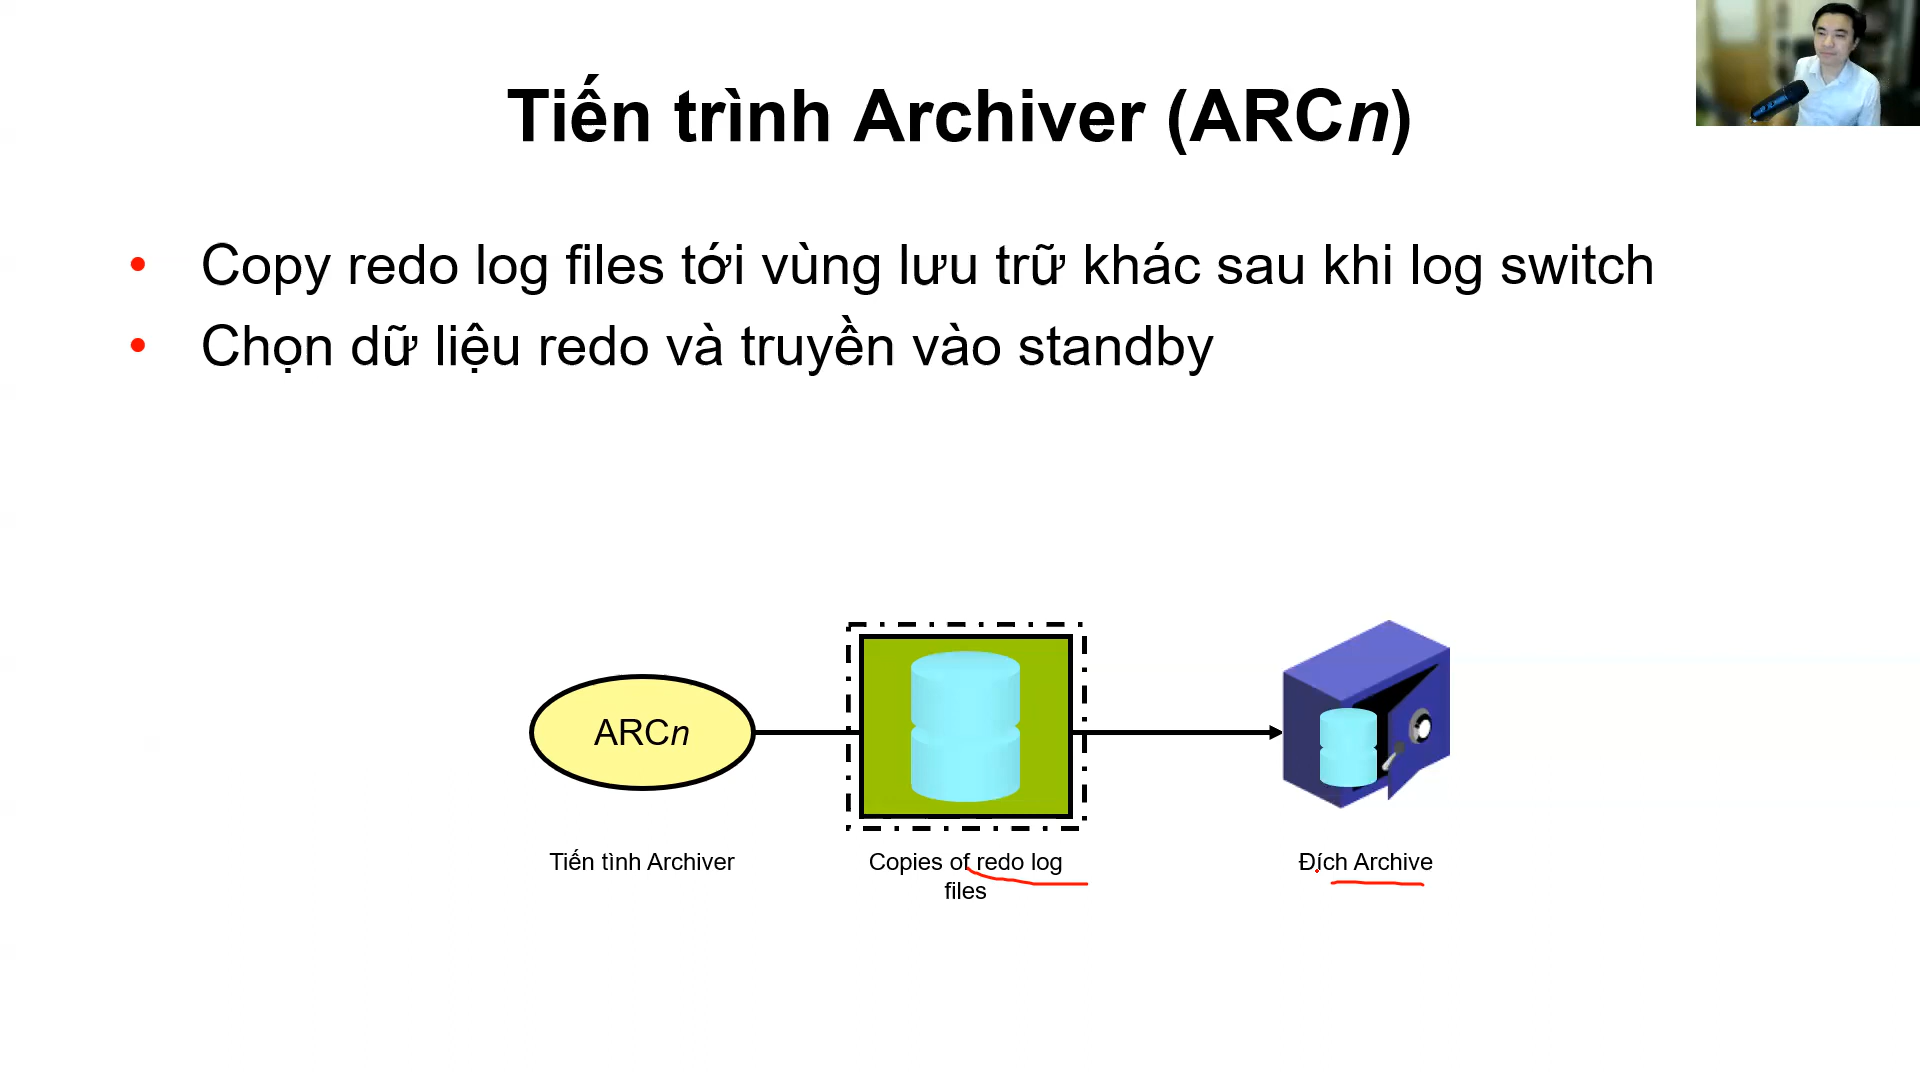 Tiến trình Archiver (ARCn)
• Copy redo log files tới vùng lưu trữ khác sau khi log switch
• Chọn dữ liệu redo và truyền vào standby
ARCn
Tiến tình Archiver
Copies of redo log
files
Đích Archive